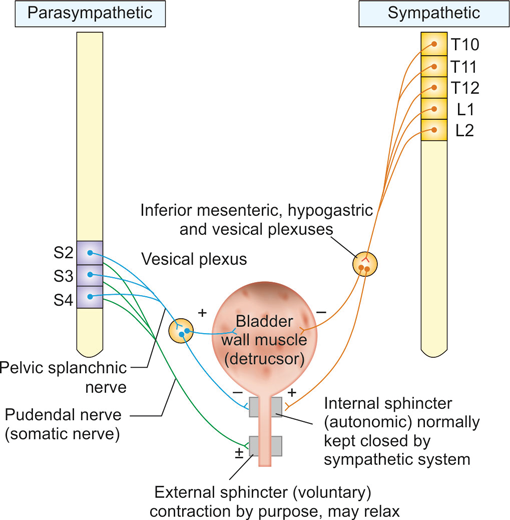 Parasympathetic
Sympathetic
T10
T11
T12
L1
L2
Inferior mesenteric, hypogastric
and vesical plexuses
Vesical plexus
S2
S3
S4
+
−
Bladder
wall muscle
(detrucsor)
Pelvic splanchnic
nerve
−
+
Pudendal nerve
(somatic nerve)
±
Internal sphincter
(autonomic) normally
kept closed by
sympathetic system
External sphincter (voluntary)
contraction by purpose, may relax